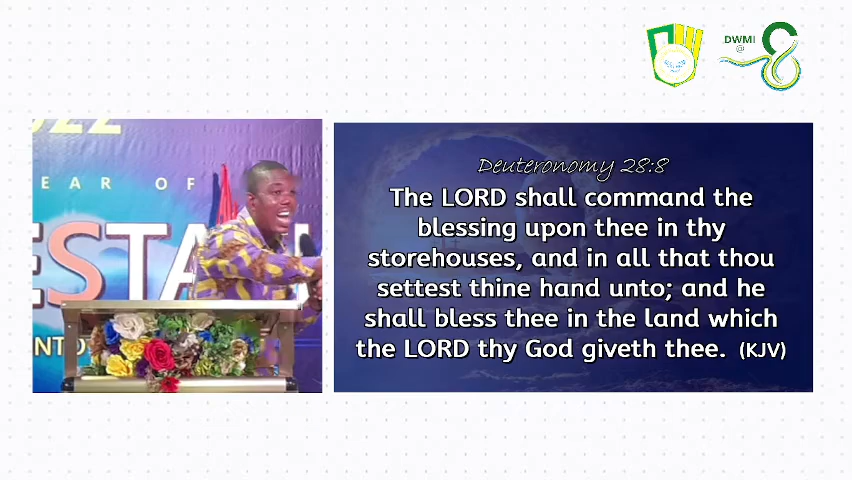 DWMI
@
8
2022
EAR OF
ESTA
NTO
Deuteronomy 28:8
The LORD shall command the
blessing upon thee in thy
storehouses, and in all that thou
settest thine hand unto; and he
shall bless thee in the land which
the LORD thy God giveth thee. (KJV)